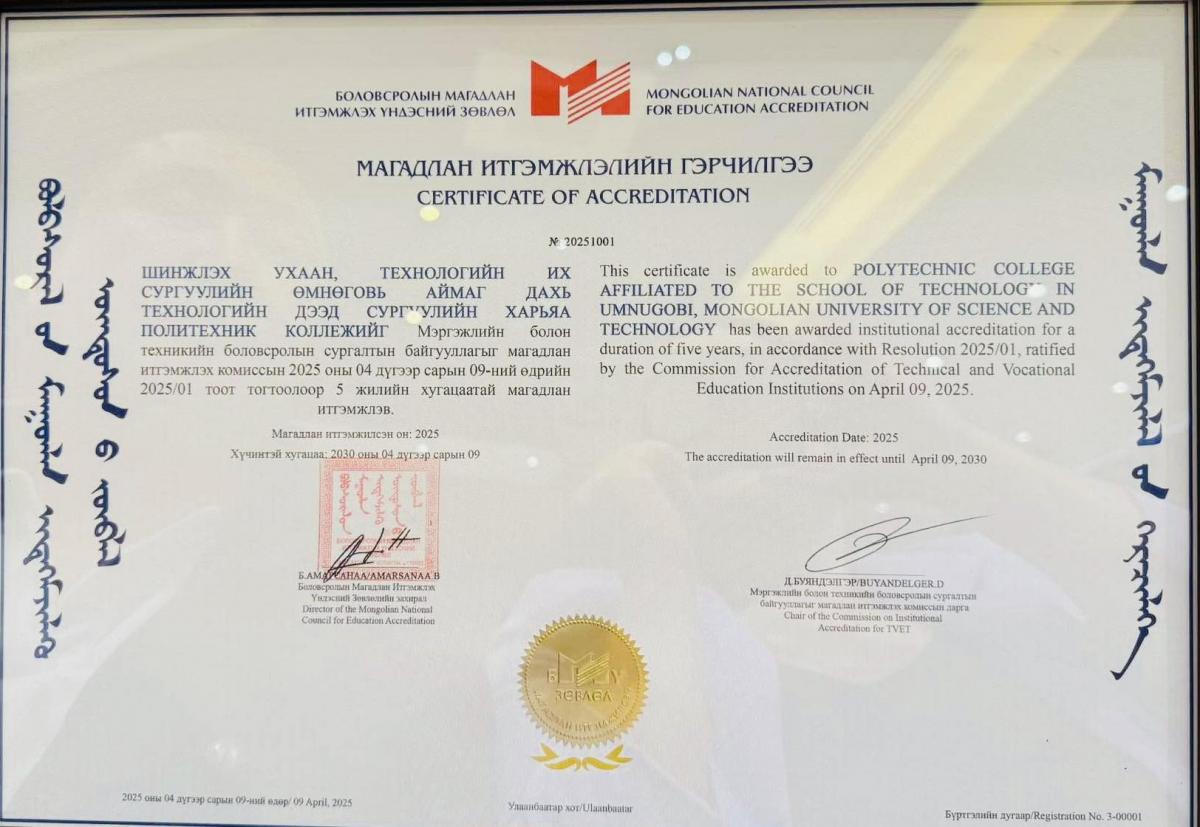 БОЛОВСРОЛЫН МАГАДЛАН
ИТГЭМЖЛЭХ ҮНДЭСНИЙ ЗӨВЛӨЛ
MONGOLIAN NATIONAL COUNCIL
FOR EDUCATION ACCREDITATION
МАГАДЛАН ИТГЭМЖЛЭЛИЙН ГЭРЧИЛГЭЭ
CERTIFICATE OF ACCREDITATION
№ 20251001
ШИНЖЛЭХ УХААН, ТЕХНОЛОГИЙН ИХ
СУРГУУЛИЙН ӨМНӨГОВЬ АЙМАГ ДАХЬ
ТЕХНОЛОГИЙН ДЭЭД СУРГУУЛИЙН ХАРЬЯА
ПОЛИТЕХНИК КОЛЛЕЖИЙГ Мэргэжлийн болон
техникийн боловсролын сургалтын байгууллагыг магадлан
итгэмжлэх комиссын 2025 оны 04 дүгээр сарын 09-ний өдрийн
2025/01 тоот тогтоолоор 5 жилийн хугацаатай магадлан
итгэмжлэв.
Магадлан итгэмжилсэн он: 2025
Хүчинтэй хугацаа: 2030 оны 04 дүгээр сарын 09
This certificate is awarded to POLYTECHNIC COLLEGE
AFFILIATED TO THE SCHOOL OF TECHNOLOGY IN
UMNUGOBI, MONGOLIAN UNIVERSITY OF SCIENCE AND
TECHNOLOGY has been awarded institutional accreditation for a
duration of five years, in accordance with Resolution 2025/01, ratified
by the Commission for Accreditation of Technical and Vocational
Education Institutions on April 09, 2025.
Accreditation Date: 2025
The accreditation will remain in effect until April 09, 2030
Б.АМАРСАНАА/AMARSANAA.B
Боловсролын Магадлан Итгэмжлэх
Үндэсний Зөвлөлийн захирал
Director of the Mongolian National
Council for Education Accreditation
Д.БУЯНДЭЛГЭР/BUYANDELGER.D
Мэргэжлийн болон техникийн боловсролын сургалтын
байгууллагыг магадлан итгэмжлэх комиссын дарга
Chair of the Commission on Institutional
Accreditation for TVET
ЗӨВЛӨЛ
2025 оны 04 дүгээр сарын 09-ний өдөр/ 09 April, 2025
Улаанбаатар хот/Ulaanbaatar
Бүртгэлийн дугаар/Registration No. 3-00001